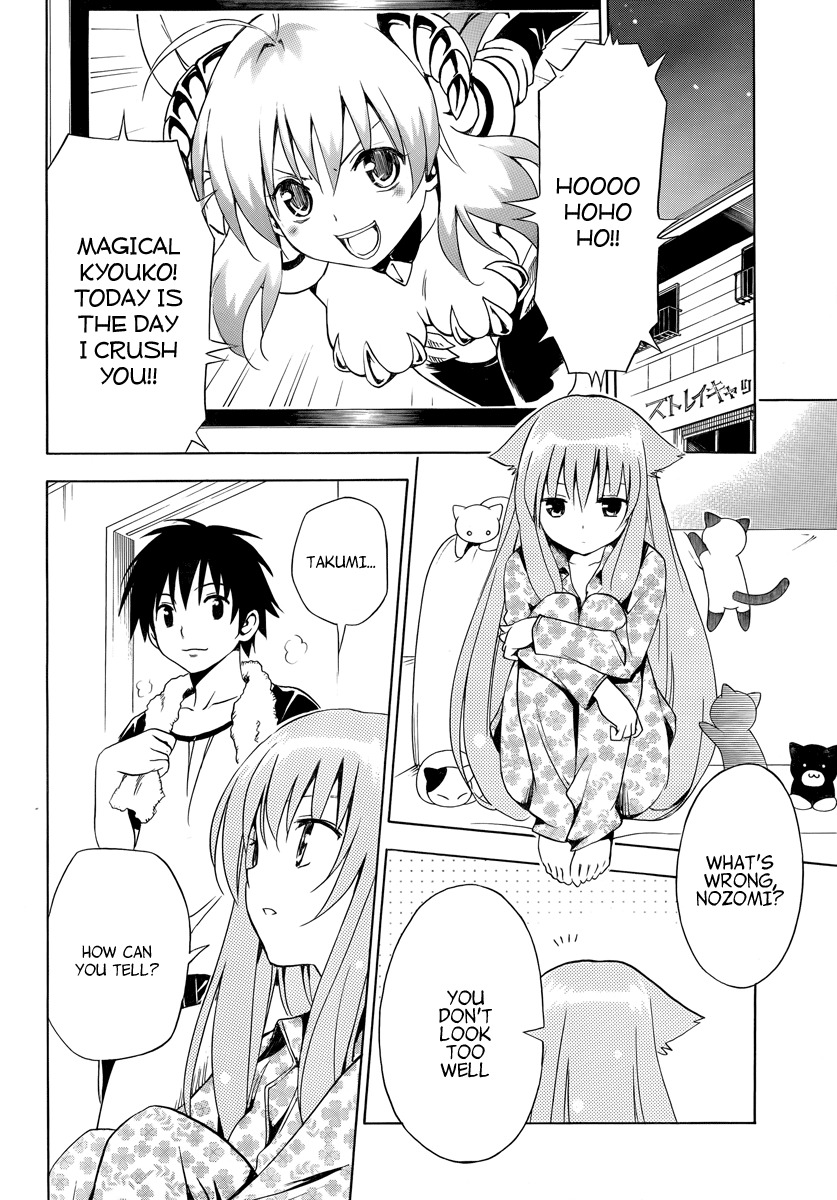 HOOOO
HOHO
HO!!
MAGICAL
KYOUKO!
TODAY IS
THE DAY
I CRUSH
YOU!!
ストレイキャッ
WHAT'S
WRONG,
NOZOMI?
YOU
DON'T
LOOK
TOO
WELL
TAKUMI...
HOW CAN
YOU TELL?